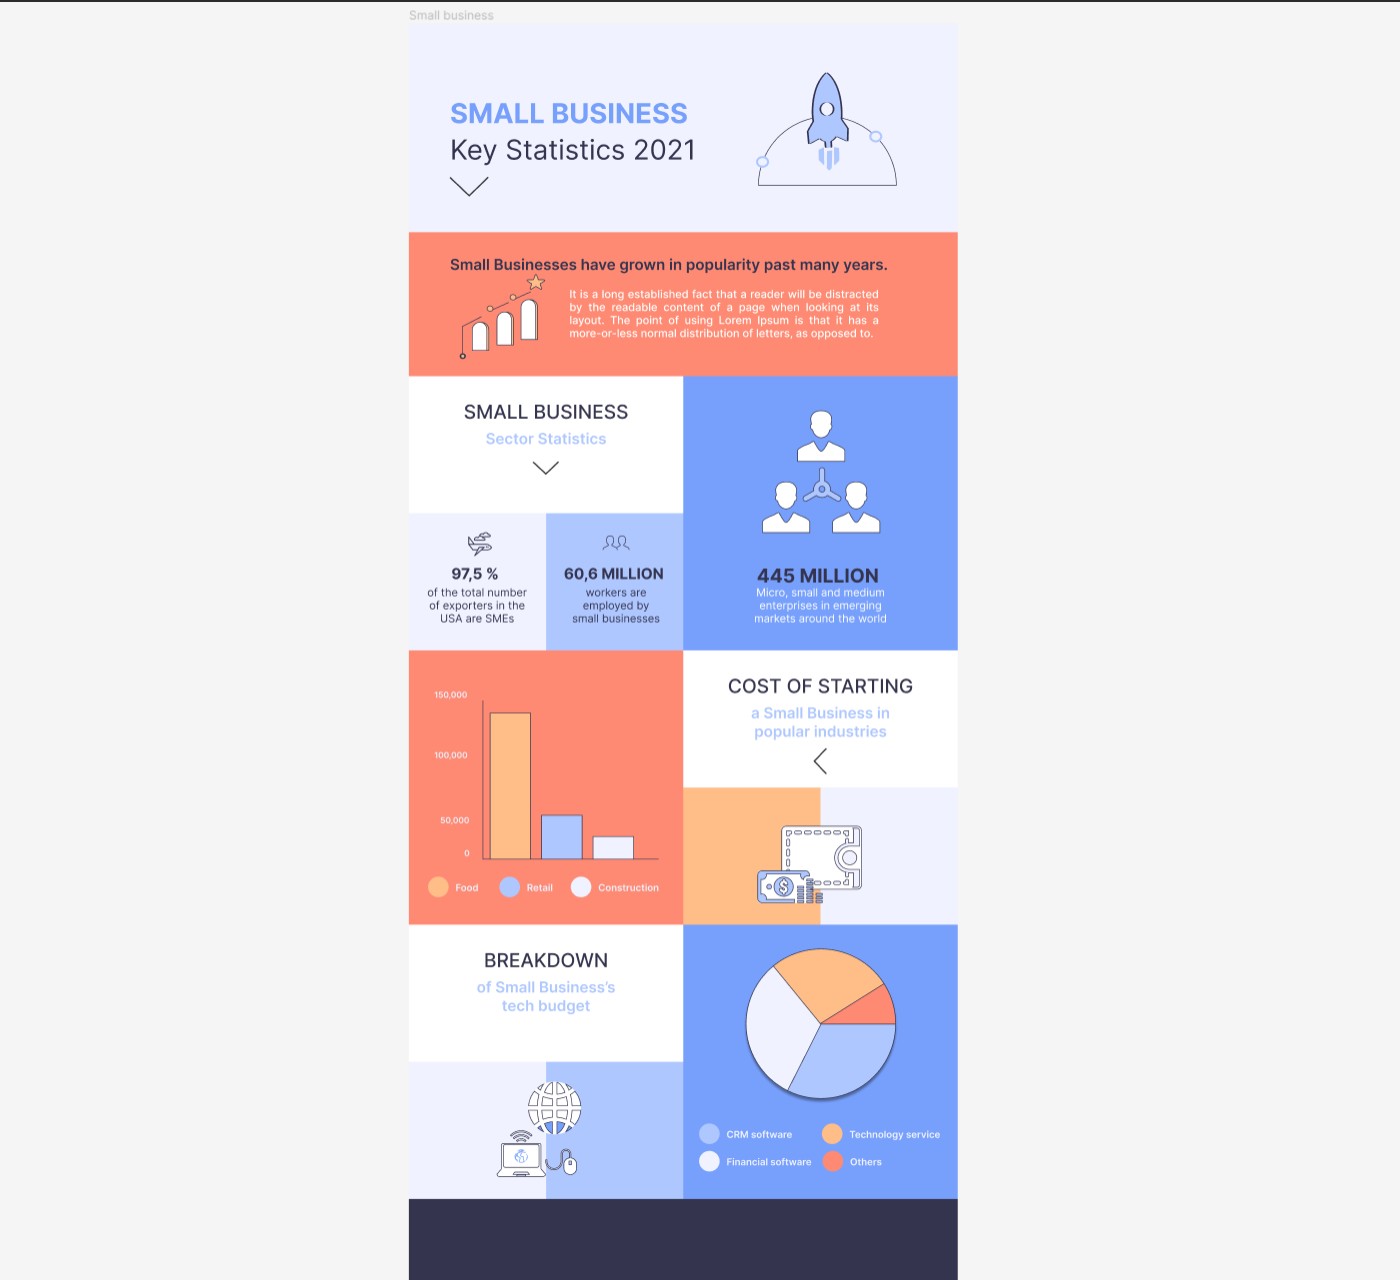 Small business
SMALL BUSINESS
Key Statistics 2021
Small Businesses have grown in popularity past many years.
It is a long established fact that a reader will be distracted
by the readable content of a page when looking at its
layout. The point of using Lorem Ipsum is that it has a
more-or-less normal distribution of letters, as opposed to.
SMALL BUSINESS
Sector Statistics
97,5 %
of the total number
of exporters in the
USA are SMEs
60,6 MILLION
workers are
employed by
small businesses
445 MILLION
Micro, small and medium
enterprises in emerging
markets around the world
150,000
100,000
50,000
0
Food
Retail
Construction
COST OF STARTING
a Small Business in
popular industries
$
BREAKDOWN
of Small Business's
tech budget
CRM software
Technology service
Financial software
Others